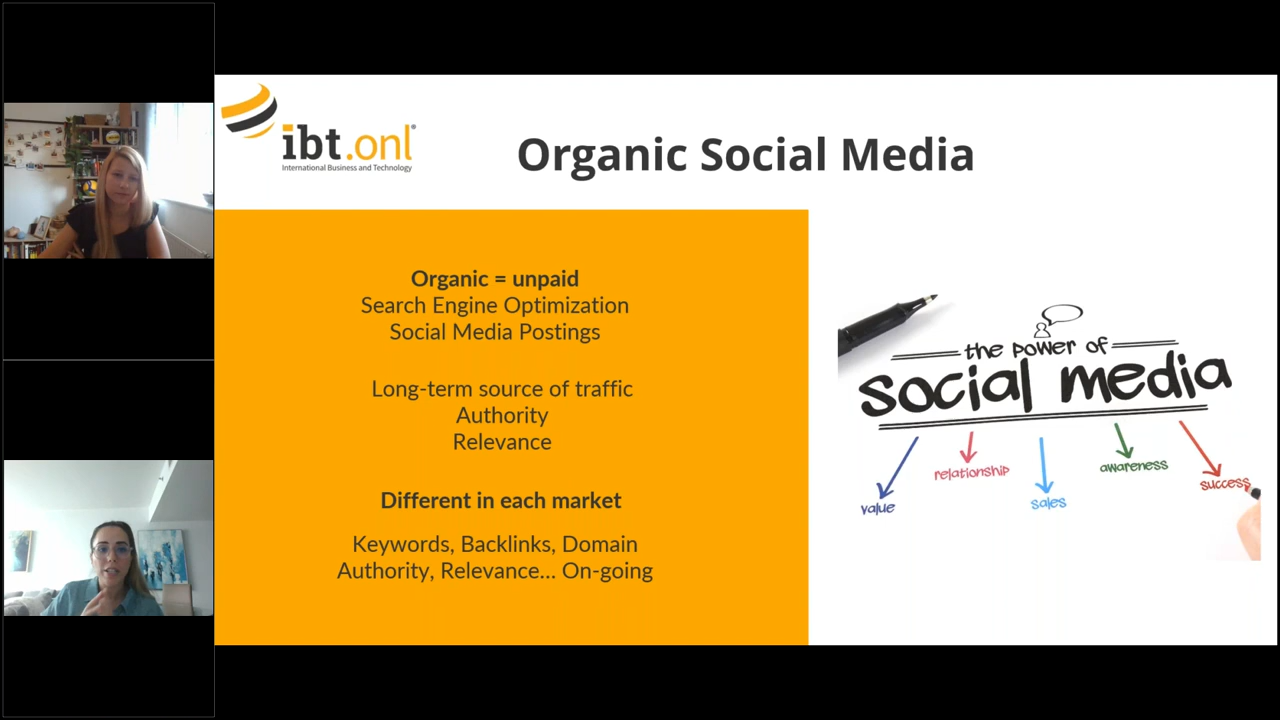 ibt.onl®
International Business and Technology
Organic Social Media
Organic = unpaid
Search Engine Optimization
Social Media Postings
Long-term source of traffic
Authority
Relevance
Different in each market
Keywords, Backlinks, Domain
Authority, Relevance... On-going
the power of
social media
value
relationship
sales
awareness
success